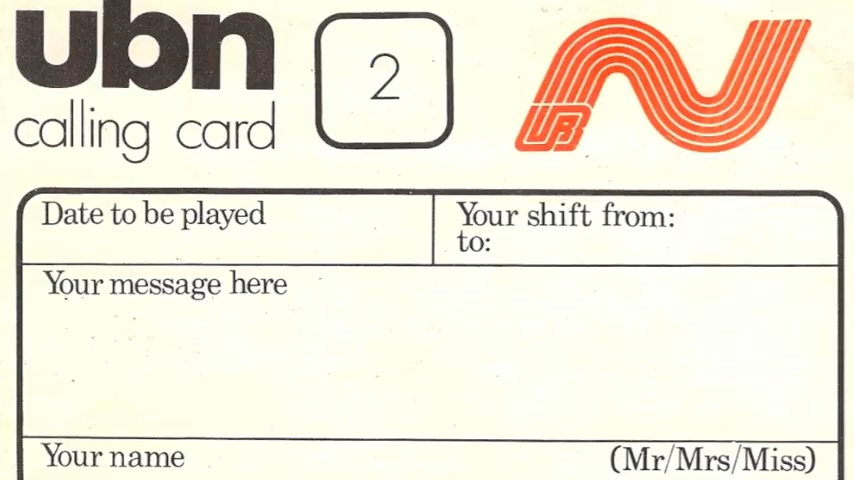 ubn
calling card
2
UB
Date to be played
Your shift from:
to:
Your message here
Your name
(Mr/Mrs/Miss)